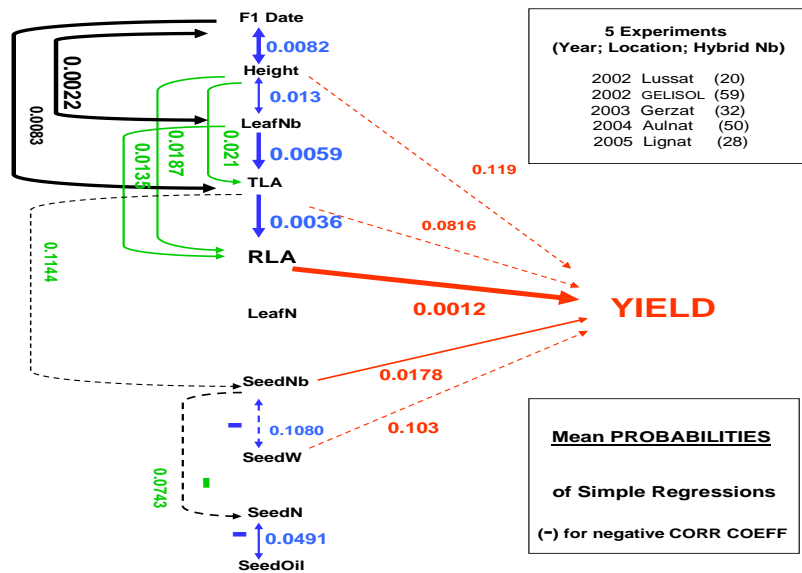 F1 Date
0.0082
Height
0.013
LeafNb
0.0059
TLA
0.0036
RLA
LeafN
SeedNb
0.1080
SeedW
SeedN
0.0491
SeedOil
0.0083
0.0022
0.0135
0.0187
0.021
0.1144
0.0743
-
-
-
0.119
0.0816
0.0012
0.0178
0.103
YIELD
5 Experiments
(Year; Location; Hybrid Nb)
2002 Lussat (20)
2002 GELISOL (59)
2003 Gerzat (32)
2004 Aulnat (50)
2005 Lignat (28)
Mean PROBABILITIES
of Simple Regressions
(-) for negative CORR COEFF